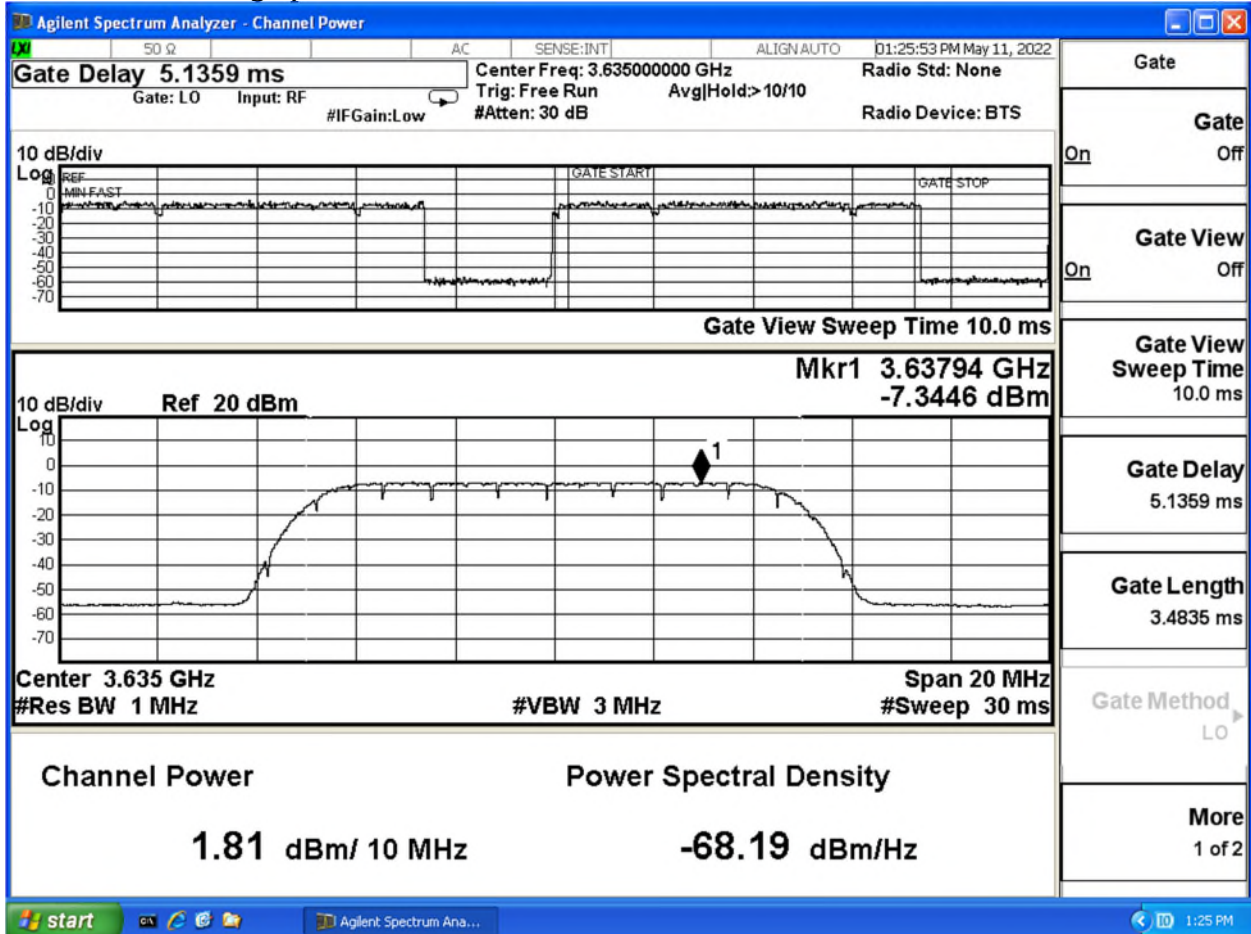 Agilent Spectrum Analyzer - Channel Power
LXI 50 Ω AC SENSE:INT ALIGN AUTO 01:25:53 PM May 11, 2022
Gate Delay 5.1359 ms
Gate: LO Input: RF
#IFGain:Low
Center Freq: 3.635000000 GHz
Trig: Free Run Avg|Hold:>10/10
#Atten: 30 dB
Radio Std: None
Radio Device: BTS
10 dB/div
Log
REF
MIN FAST
GATE START
GATE STOP
0
-10
-20
-30
-40
-50
-60
-70
Gate View Sweep Time 10.0 ms
Mkr1 3.63794 GHz
-7.3446 dBm
10 dB/div Ref 20 dBm
Log
10
0
-10
-20
-30
-40
-50
-60
-70
1
Center 3.635 GHz Span 20 MHz
#Res BW 1 MHz #VBW 3 MHz #Sweep 30 ms
Channel Power Power Spectral Density
1.81 dBm/ 10 MHz -68.19 dBm/Hz
Gate
Gate
On Off
Gate View
On Off
Gate View
Sweep Time
10.0 ms
Gate Delay
5.1359 ms
Gate Length
3.4835 ms
Gate Method
LO
More
1 of 2
start Agilent Spectrum Ana... 1:25 PM